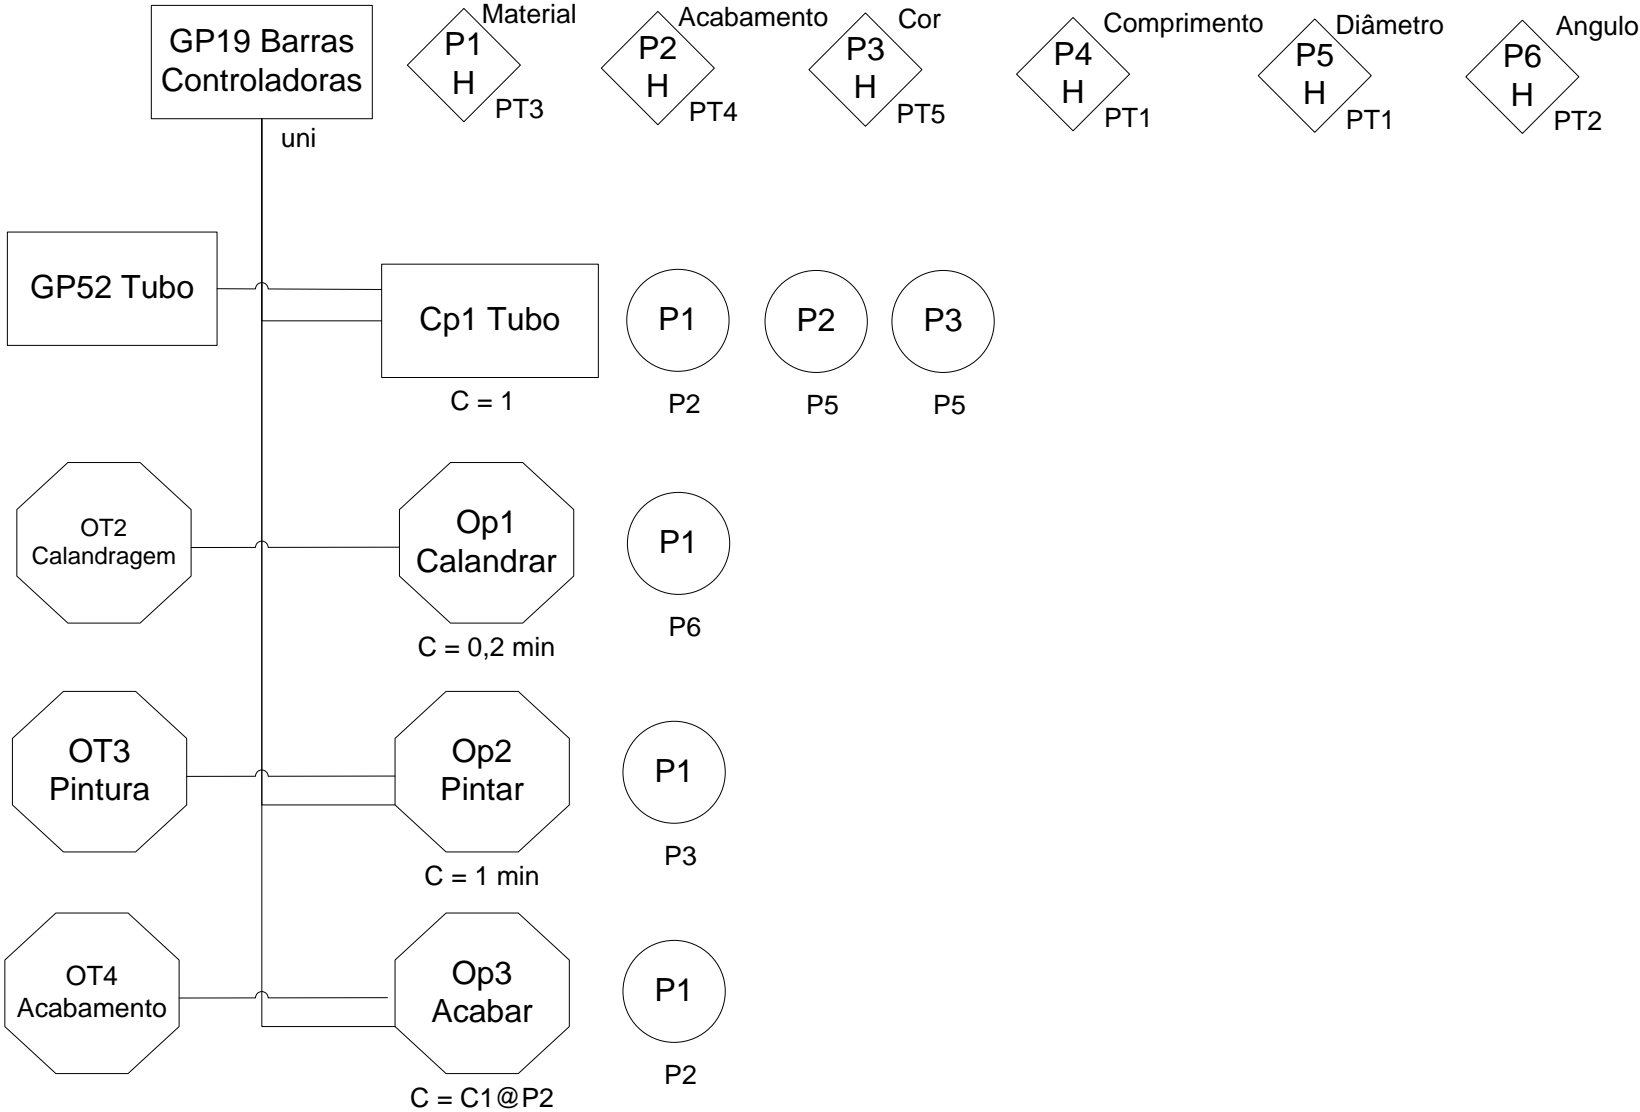 GP19 Barras
Controladoras
uni
Material
P1
H
PT3
Acabamento
P2
H
PT4
Cor
P3
H
PT5
Comprimento
P4
H
PT1
Diâmetro
P5
H
PT1
Angulo
P6
H
PT2
GP52 Tubo
Cp1 Tubo
C = 1
P1
P2
P2
P5
P3
P5
OT2
Calandragem
Op1
Calandrar
C = 0,2 min
P1
P6
OT3
Pintura
Op2
Pintar
C = 1 min
P1
P3
OT4
Acabamento
Op3
Acabar
C = C1@P2
P1
P2